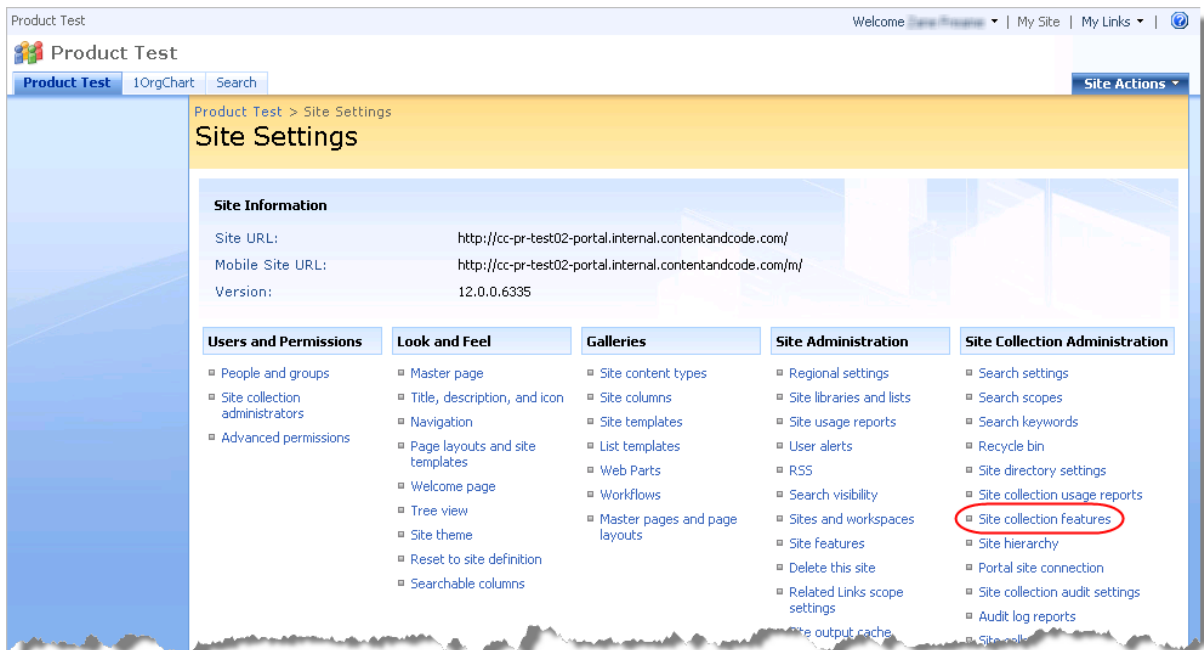 Product Test
Welcome
My Site | My Links |
Product Test
Product Test
1OrgChart
Search
Site Actions
Product Test > Site Settings
Site Settings
Site Information
Site URL: http://cc-pr-test02-portal.internal.contentandcode.com/
Mobile Site URL: http://cc-pr-test02-portal.internal.contentandcode.com/m/
Version: 12.0.0.6335
Users and Permissions
People and groups
Site collection
administrators
Advanced permissions
Look and Feel
Master page
Title, description, and icon
Navigation
Page layouts and site
templates
Welcome page
Tree view
Site theme
Reset to site definition
Searchable columns
Galleries
Site content types
Site columns
Site templates
List templates
Web Parts
Workflows
Master pages and page
layouts
Site Administration
Regional settings
Site libraries and lists
Site usage reports
User alerts
RSS
Search visibility
Sites and workspaces
Site features
Delete this site
Related Links scope
settings
output cache
Site Collection Administration
Search settings
Search scopes
Search keywords
Recycle bin
Site directory settings
Site collection usage reports
Site collection features
Site hierarchy
Portal site connection
Site collection audit settings
Audit log reports
Site